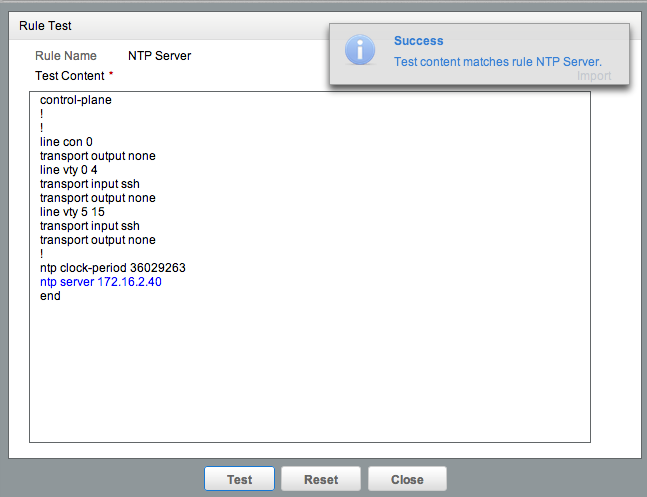 Rule Test
Success
Test content matches rule NTP Server.
Import
Rule Name NTP Server
Test Content *
control-plane
!
!
line con 0
transport output none
line vty 0 4
transport input ssh
transport output none
line vty 5 15
transport input ssh
transport output none
!
ntp clock-period 36029263
ntp server 172.16.2.40
end
Test Reset Close